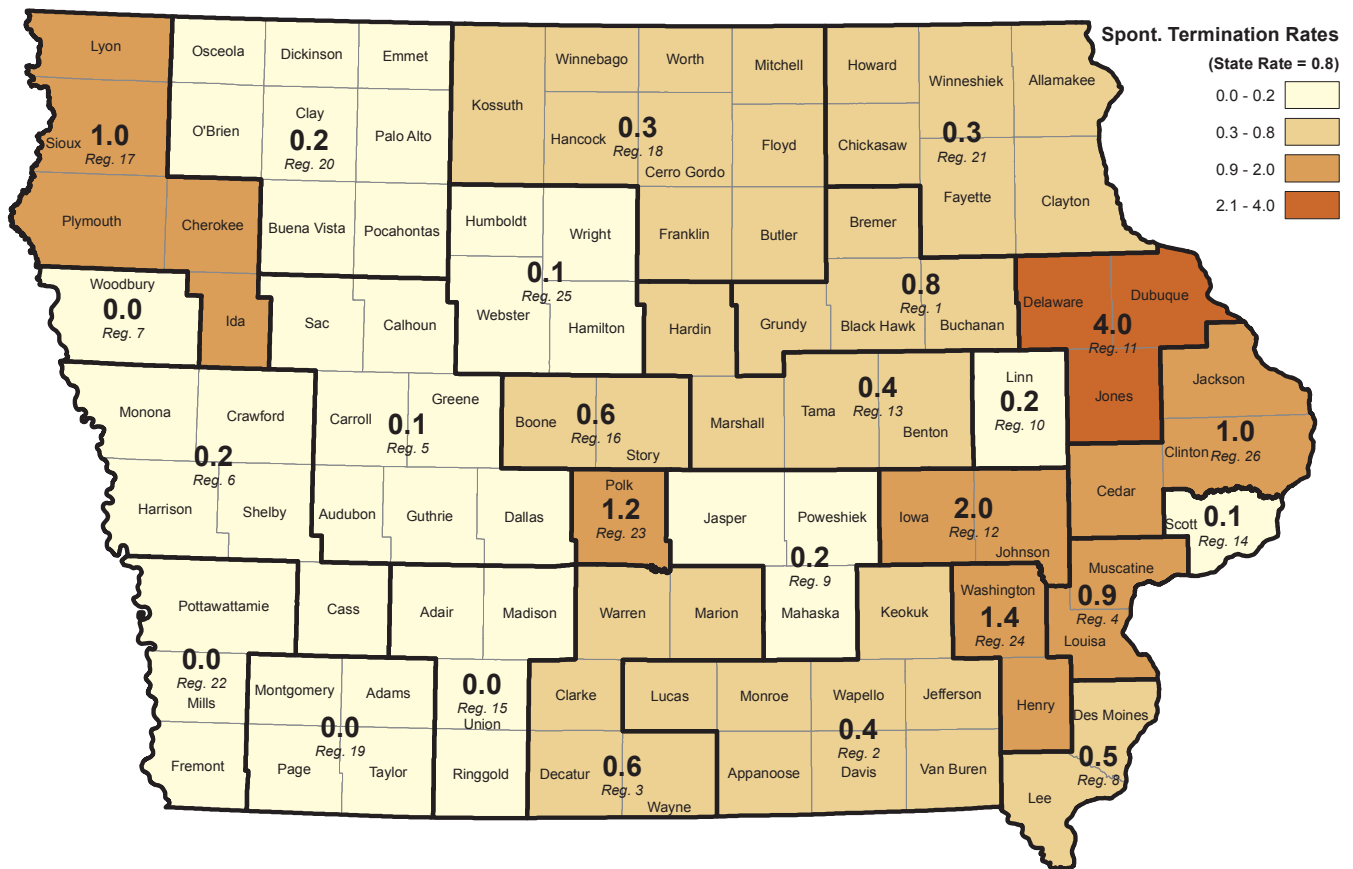 Spont. Termination Rates
(State Rate = 0.8)
0.0 - 0.2
0.3 - 0.8
0.9 - 2.0
2.1 - 4.0
Lyon
Sioux
1.0
Reg. 17
Plymouth
Cherokee
Ida
Osceola
Dickinson
Emmet
O'Brien
Clay
0.2
Reg. 20
Palo Alto
Buena Vista
Pocahontas
Kossuth
Winnebago
Worth
Mitchell
Hancock
0.3
Reg. 18
Cerro Gordo
Floyd
Franklin
Butler
Howard
Winneshiek
Allamakee
Chickasaw
0.3
Reg. 21
Fayette
Clayton
Humboldt
Wright
0.1
Reg. 25
Webster
Hamilton
Bremer
0.8
Reg. 1
Hardin
Grundy
Black Hawk
Buchanan
Delaware
Dubuque
4.0
Reg. 11
Jones
Woodbury
0.0
Reg. 7
Sac
Calhoun
Carroll
Greene
0.1
Reg. 5
Audubon
Guthrie
Dallas
Monona
Crawford
0.2
Reg. 6
Harrison
Shelby
Boone
0.6
Reg. 16
Story
Marshall
Tama
0.4
Reg. 13
Benton
Linn
0.2
Reg. 10
Jackson
1.0
Clinton
Reg. 26
Cedar
Scott
0.1
Reg. 14
Polk
1.2
Reg. 23
Jasper
Poweshiek
0.2
Reg. 9
Mahaska
Iowa
2.0
Reg. 12
Johnson
Muscatine
0.9
Reg. 4
Louisa
Washington
1.4
Reg. 24
Henry
Keokuk
Pottawattamie
0.0
Reg. 22
Mills
Fremont
Cass
Adair
Madison
0.0
Reg. 15
Union
Ringgold
Montgomery
Adams
0.0
Reg. 19
Page
Taylor
Warren
Marion
Clarke
Decatur
0.6
Reg. 3
Wayne
Lucas
Monroe
Wapello
Jefferson
0.4
Reg. 2
Appanoose
Davis
Van Buren
Des Moines
0.5
Reg. 8
Lee